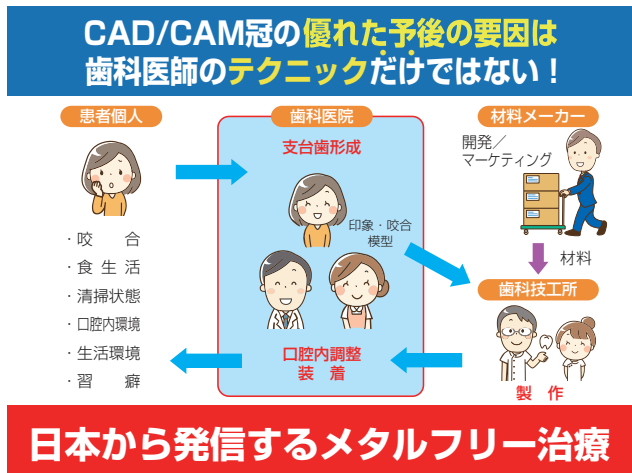 CAD/CAM冠の優れた予後の要因は
歯科医師のテクニックだけではない！
患者個人
・咬合
・食生活
・清掃状態
・口腔内環境
・生活環境
・習癖
歯科医院
支台歯形成
印象・咬合
模型
口腔内調整
装着
材料メーカー
開発／
マーケティング
材料
歯科技工所
製作
日本から発信するメタルフリー治療